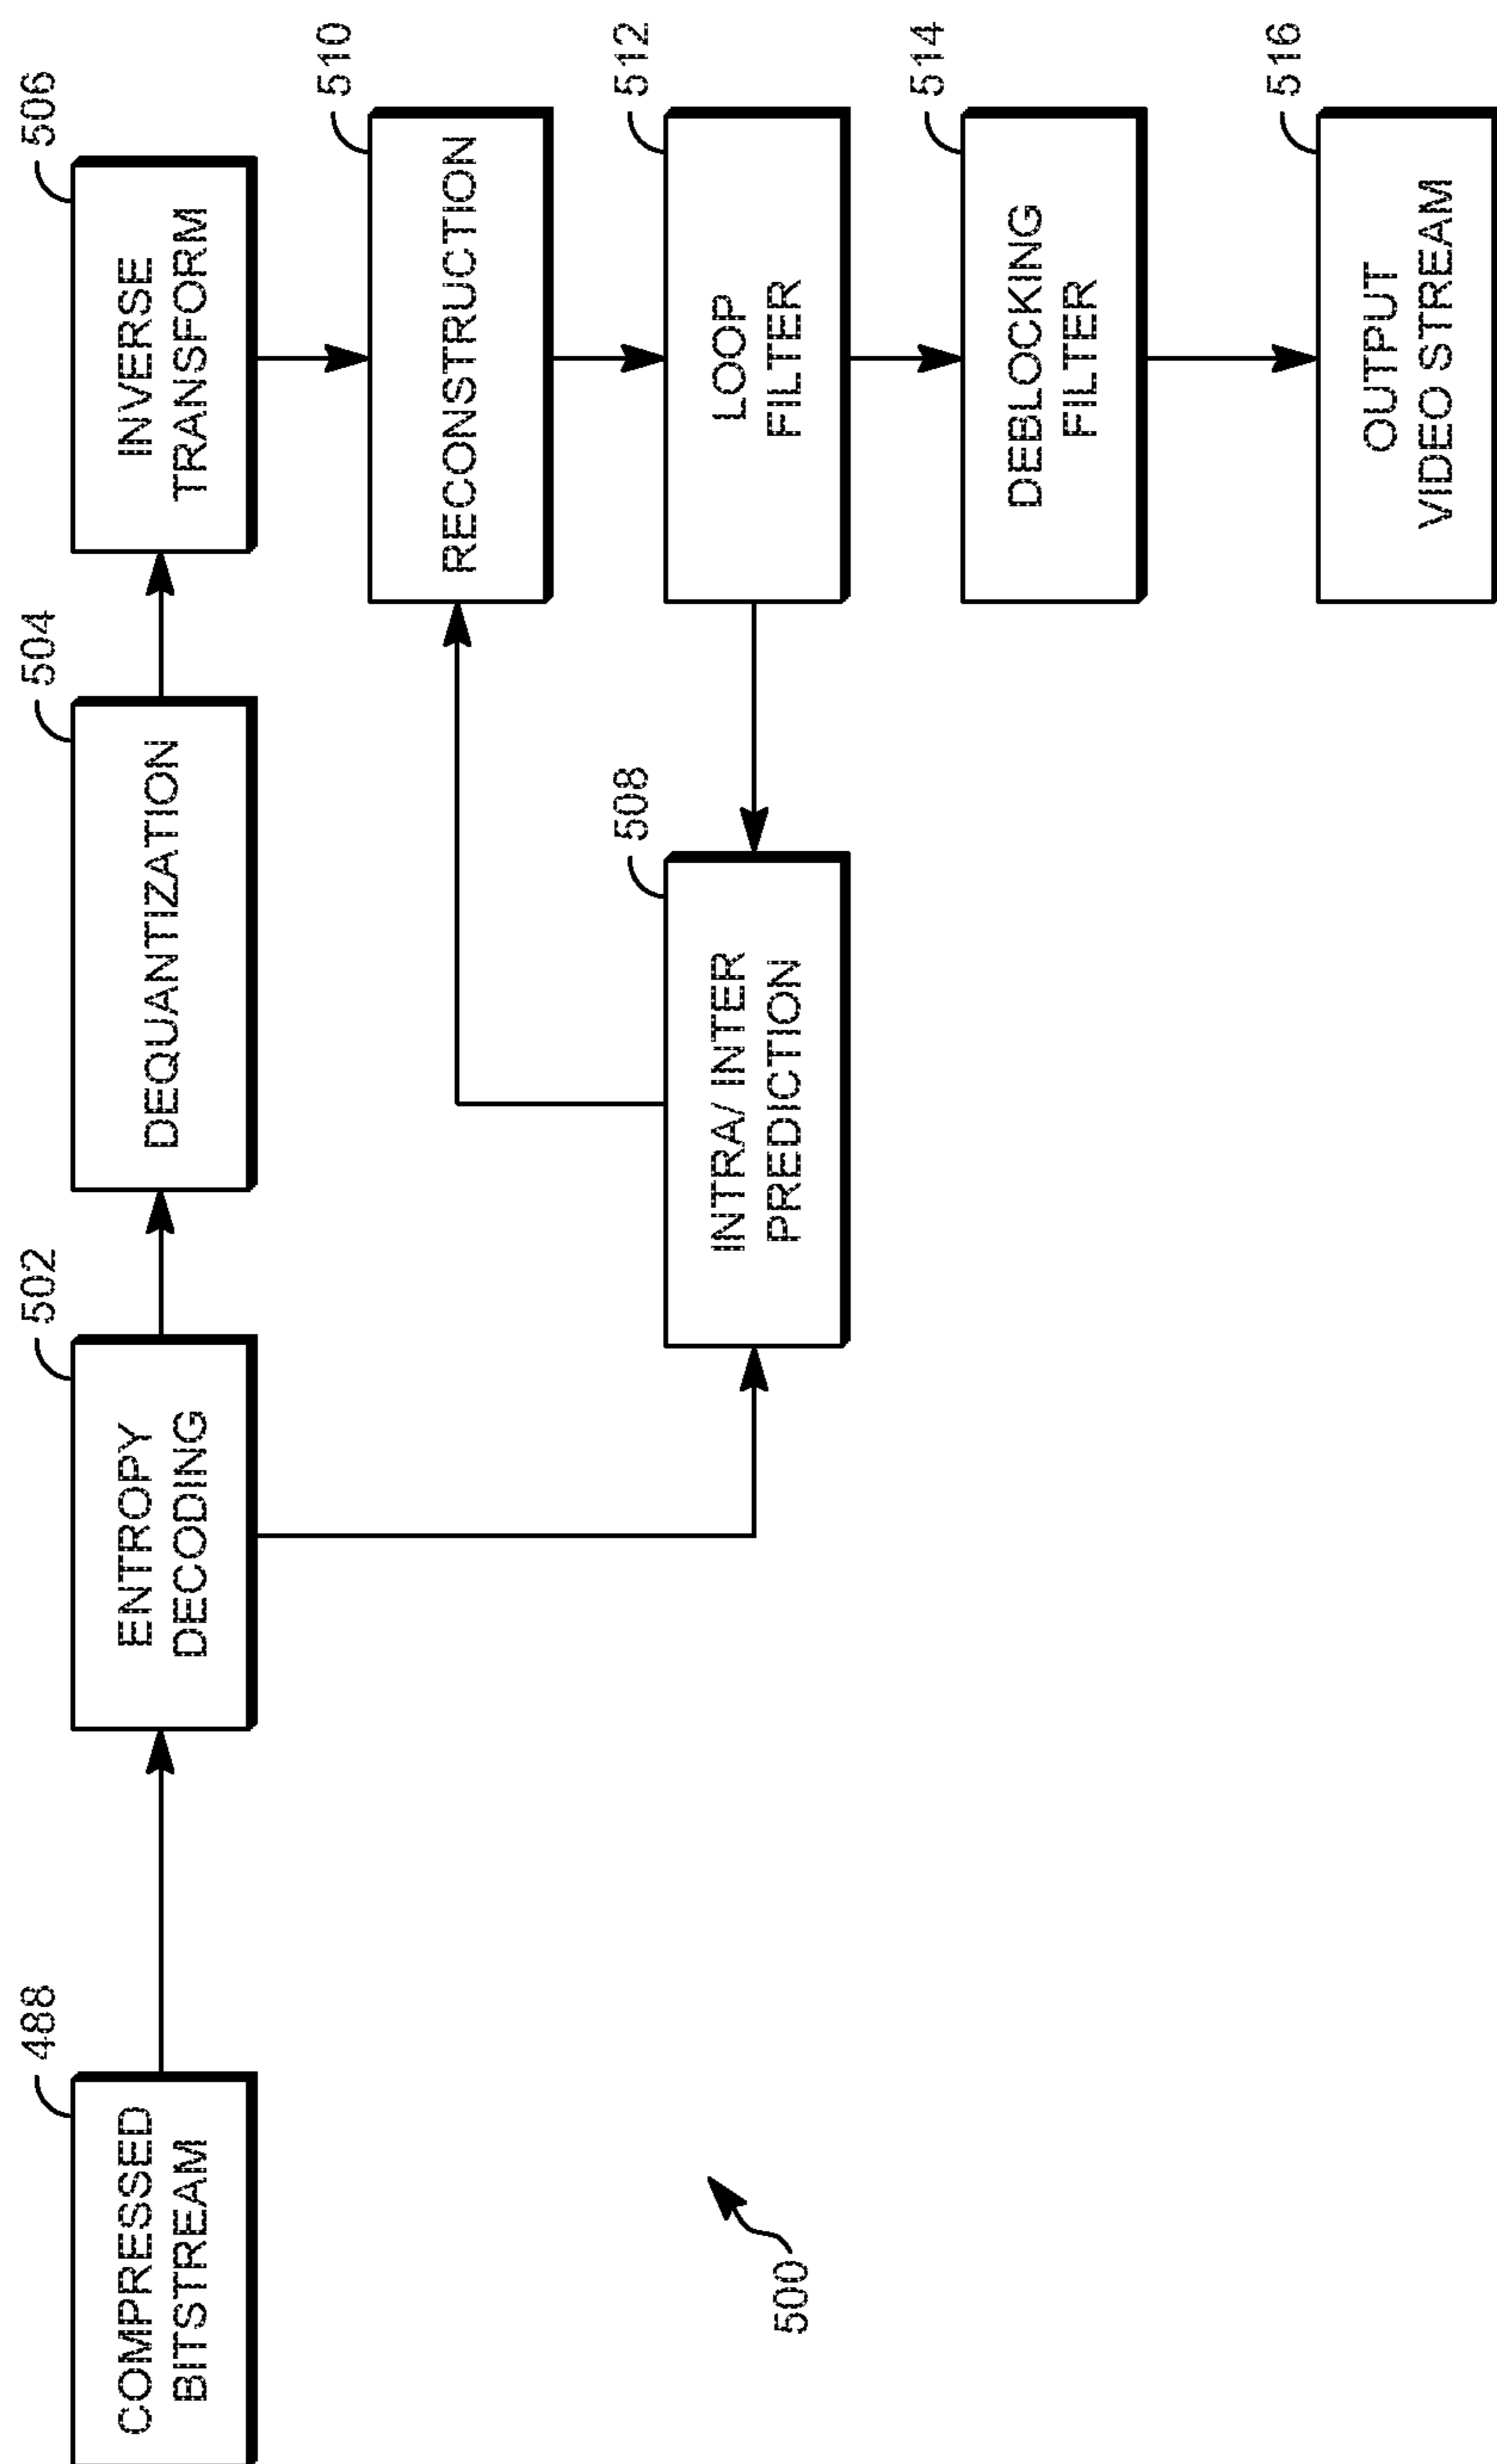 488
COMPRESSED
BITSTREAM
502
ENTROPY
DECODING
504
DEQUANTIZATION
506
INVERSE
TRANSFORM
510
RECONSTRUCTION
508
INTRA/ INTER
PREDICTION
512
LOOP
FILTER
514
DEBLOCKING
FILTER
516
OUTPUT
VIDEO STREAM
500